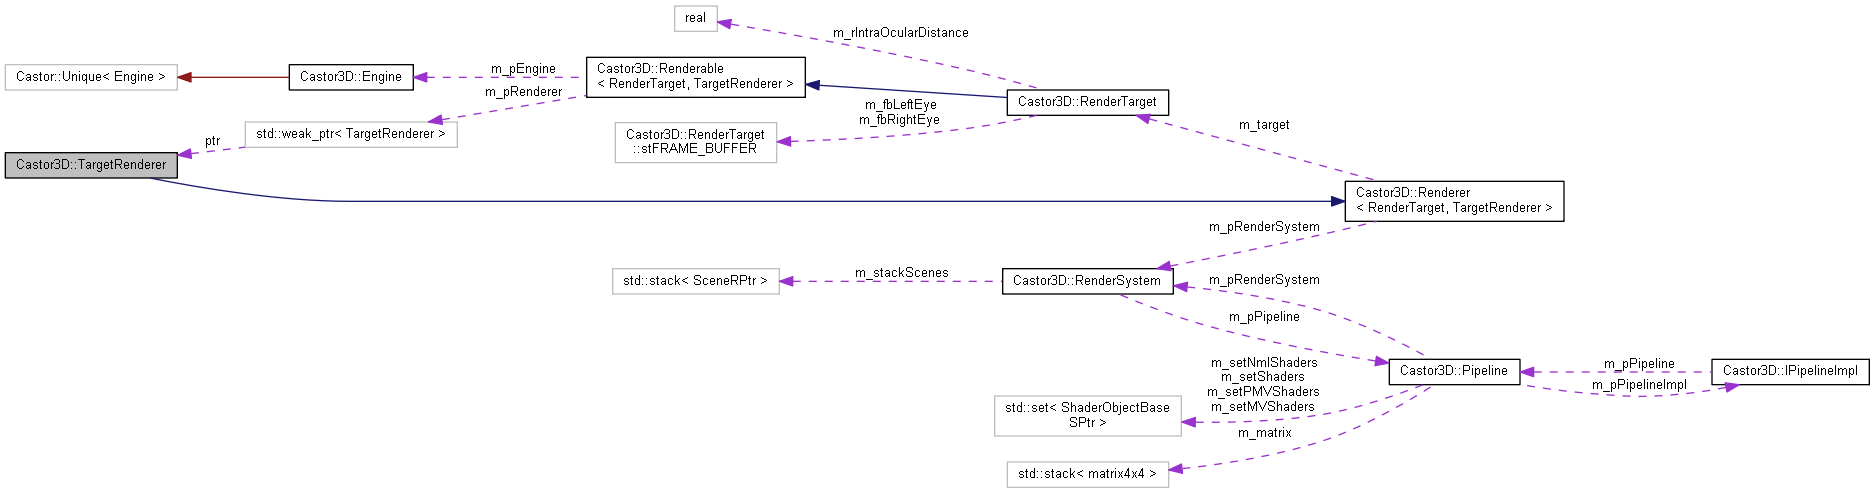 real
m_rIntraOcularDistance
Castor::Unique< Engine >
Castor3D::Engine
m_pEngine
Castor3D::Renderable
< RenderTarget, TargetRenderer >
m_pRenderer
Castor3D::RenderTarget
m_fbLeftEye
m_fbRightEye
std::weak_ptr< TargetRenderer >
ptr
Castor3D::RenderTarget
::stFRAME_BUFFER
m_target
Castor3D::TargetRenderer
Castor3D::Renderer
< RenderTarget, TargetRenderer >
m_pRenderSystem
std::stack< SceneRPtr >
m_stackScenes
Castor3D::RenderSystem
m_pRenderSystem
m_pPipeline
m_setNmlShaders
m_setShaders
m_setPMVShaders
m_setMVShaders
Castor3D::Pipeline
m_pPipeline
m_pPipelineImpl
Castor3D::IPipelineImpl
std::set< ShaderObjectBase
SPtr >
m_matrix
std::stack< matrix4x4 >